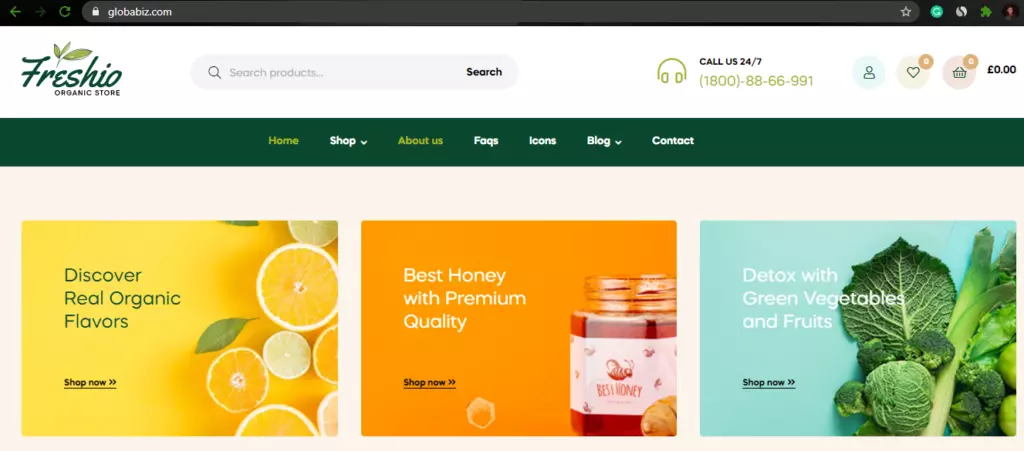 globabiz.com
Freshio
ORGANIC STORE
Search products...
Search
CALL US 24/7
(1800)-88-66-991
0
0
£0.00
Home
Shop
About us
Faqs
Icons
Blog
Contact
Discover
Real Organic
Flavors
Shop now »
Best Honey
with Premium
Quality
Shop now »
BEST HONEY
Detox with
Green Vegetables
and Fruits
Shop now »